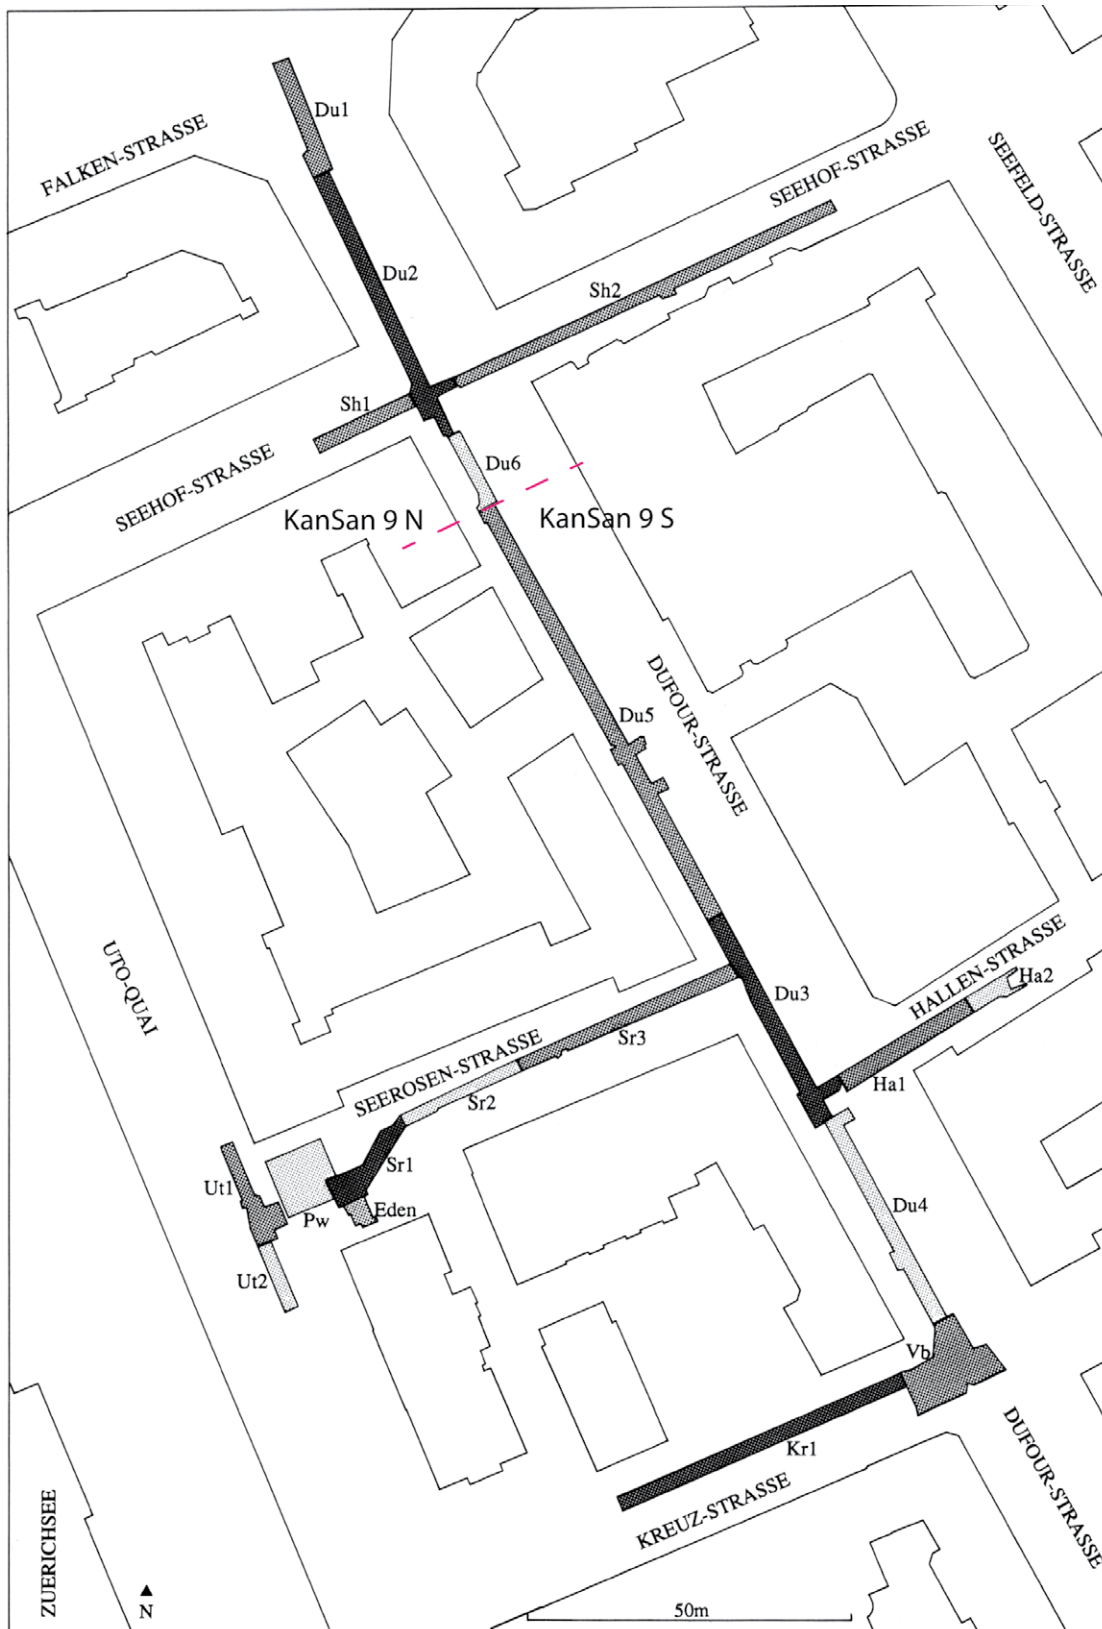 Du1
FALKEN-STRASSE
SEEHOF-STRASSE
SEEFELD-STRASSE
Du2
Sh2
Sh1
SEEHOF-STRASSE
Du6
KanSan 9 N
KanSan 9 S
DUFOUR-STRASSE
Du5
UTO-QUAI
HALLEN-STRASSE
Ha2
Du3
SEEROSEN-STRASSE
Sr3
Ha1
Sr2
Sr1
Ut1
Pw
Eden
Du4
Ut2
Vb
Kr1
KREUZ-STRASSE
DUFOUR-STRASSE
ZUERICHSEE
N
50m